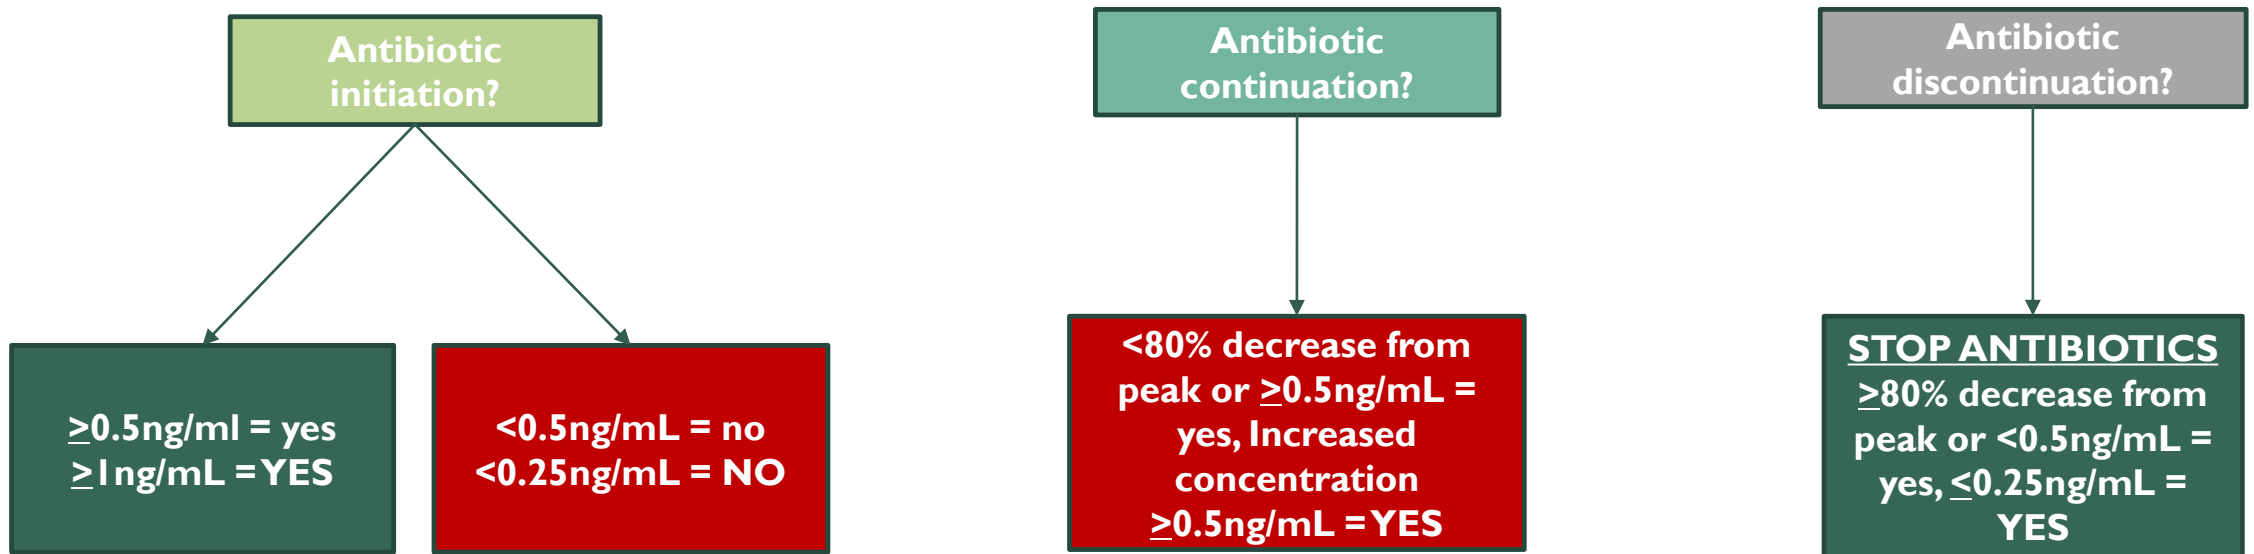 Antibiotic
initiation?
Antibiotic
continuation?
Antibiotic
discontinuation?
≥0.5ng/ml = yes
≥1ng/mL = YES
<0.5ng/mL = no
<0.25ng/mL = NO
<80% decrease from
peak or ≥0.5ng/mL =
yes, Increased
concentration
≥0.5ng/mL = YES
STOP ANTIBIOTICS
≥80% decrease from
peak or <0.5ng/mL =
yes, ≤0.25ng/mL =
YES